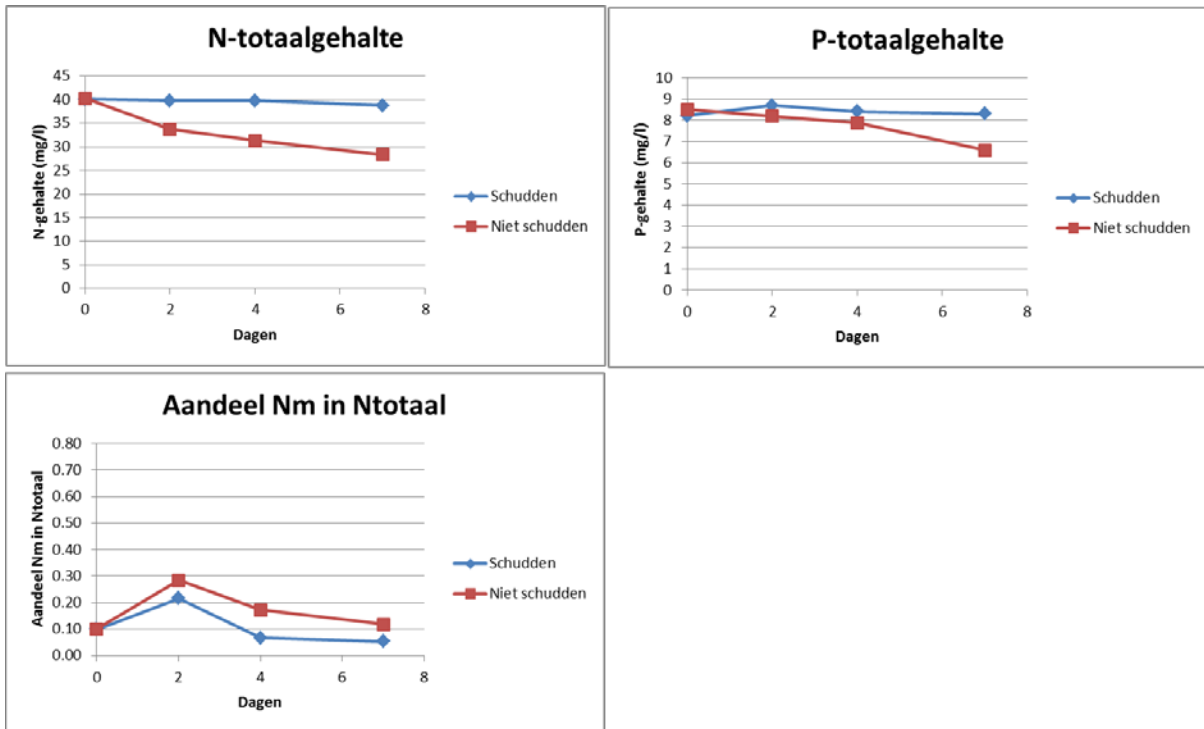 N-totaalgehalte
N-gehalte (mg/l)
45
40
35
30
25
20
15
10
5
0
0 2 4 6 8
Dagen
Schudden
Niet schudden
P-totaalgehalte
P-gehalte (mg/l)
10
9
8
7
6
5
4
3
2
1
0
0 2 4 6 8
Dagen
Schudden
Niet schudden
Aandeel Nm in Ntotaal
Aandeel Nm in Ntotaal
0.80
0.70
0.60
0.50
0.40
0.30
0.20
0.10
0.00
0 2 4 6 8
Dagen
Schudden
Niet schudden